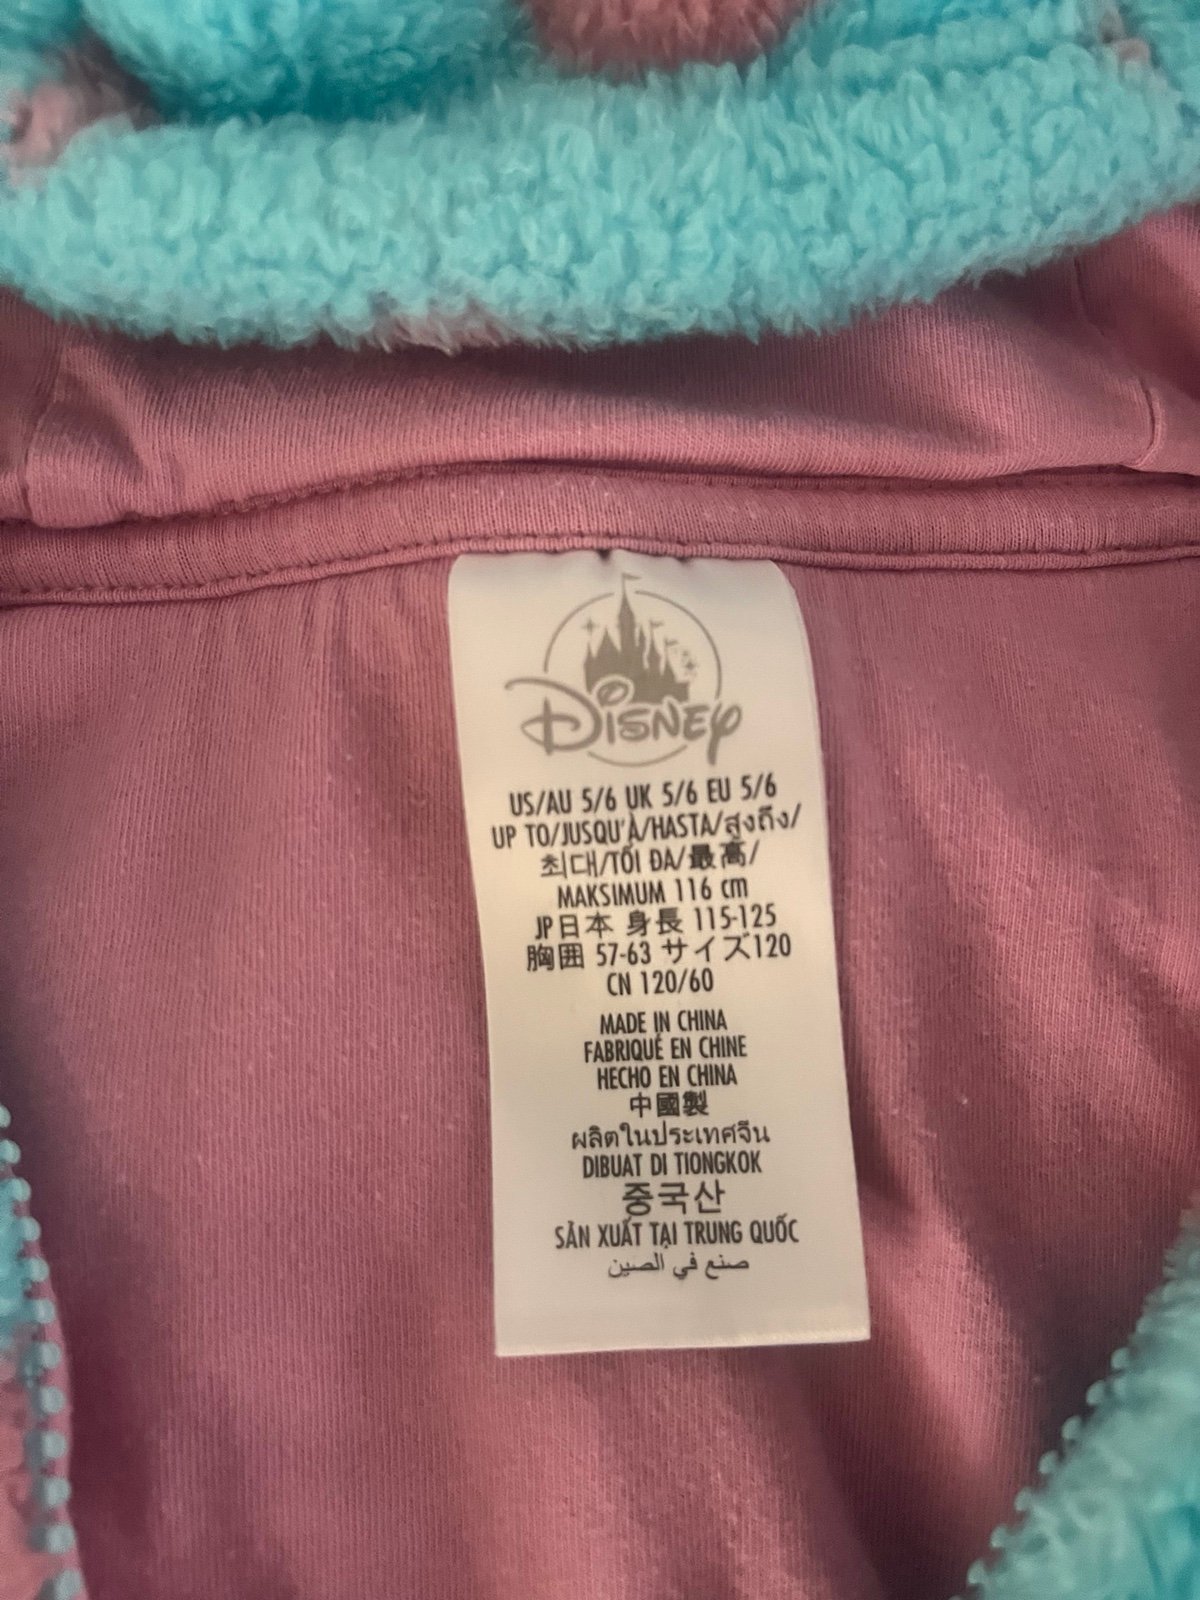 Disney
US/AU 5/6 UK 5/6 EU 5/6
UP TO/JUSQU'À/HASTA/สูงถึง/
최대/TỐI ĐA/最高/
MAKSIMUM 116 cm
JP日本 身長 115-125
胸囲 57-63 サイズ120
CN 120/60
MADE IN CHINA
FABRIQUÉ EN CHINE
HECHO EN CHINA
中國製
ผลิตในประเทศจีน
DIBUAT DI TIONGKOK
중국산
SẢN XUẤT TẠI TRUNG QUỐC
صنع في الصين